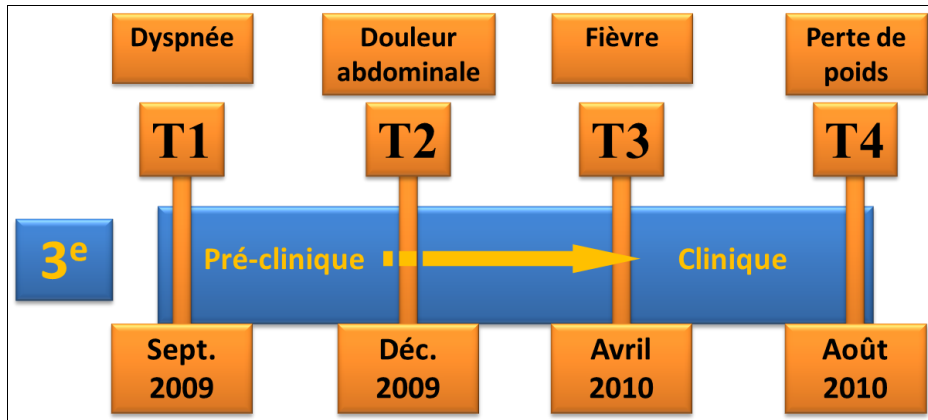 Dyspnée
Douleur
abdominale
Fièvre
Perte de
poids
T1
T2
T3
T4
3e
Pré-clinique
Clinique
Sept.
2009
Déc.
2009
Avril
2010
Août
2010